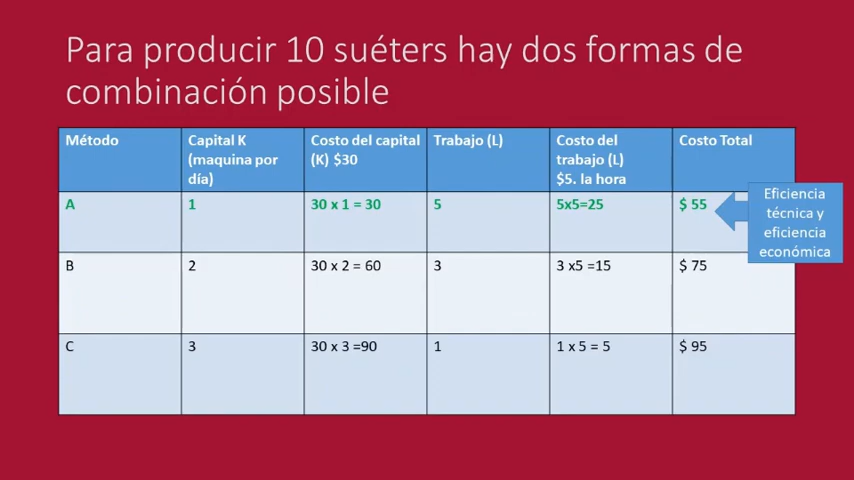 Para producir 10 suéters hay dos formas de
combinación posible
Método
Capital K
(maquina por
día)
Costo del capital
(K) $30
Trabajo (L)
Costo del
trabajo (L)
$5. la hora
Costo Total
A
1
30 x 1 = 30
5
5x5=25
$ 55
Eficiencia
técnica y
eficiencia
económica
B
2
30 x 2 = 60
3
3 x5 =15
$ 75
C
3
30 x 3 =90
1
1 x 5 = 5
$ 95